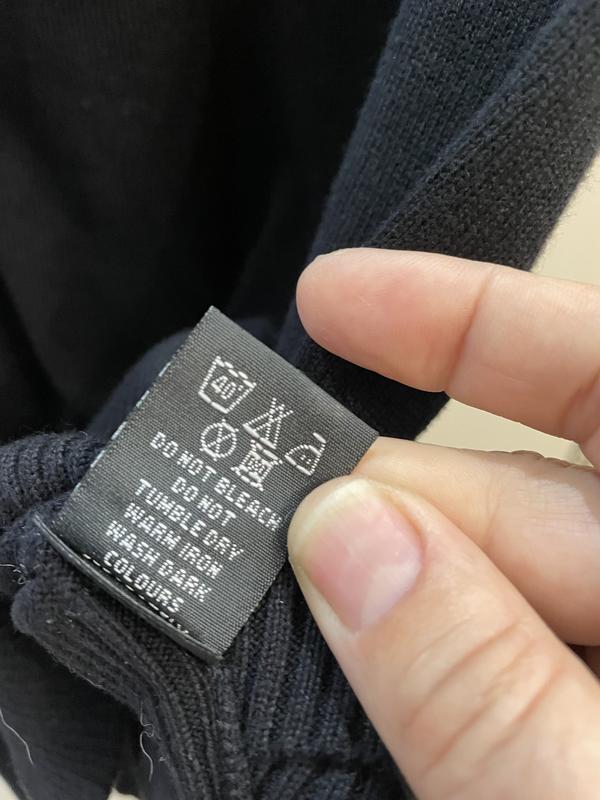 40°
DO NOT BLEACH
DO NOT
TUMBLE DRY
WARM IRON
WASH DARK
COLOURS